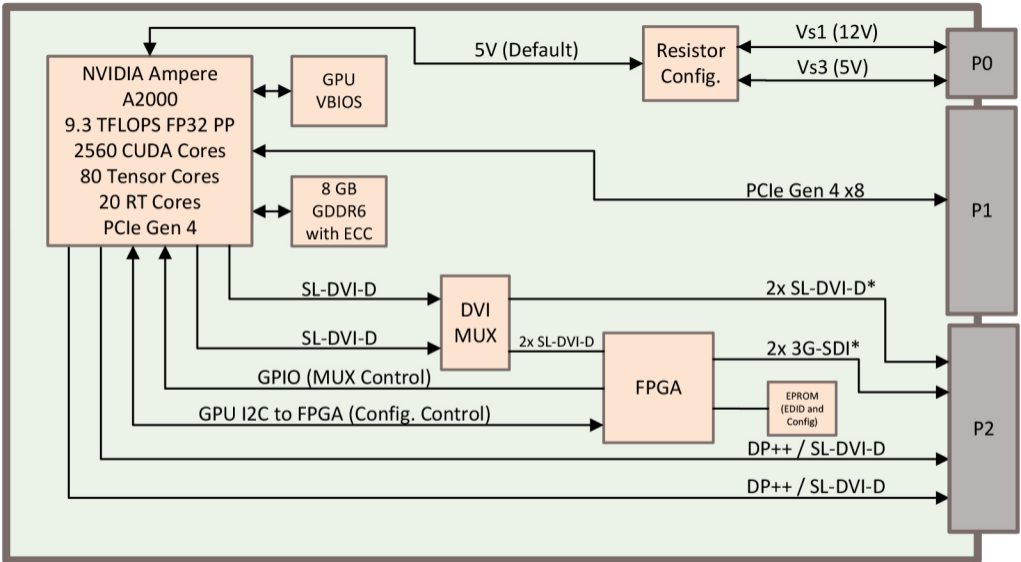 5V (Default)
Resistor
Config.
Vs1 (12V)
Vs3 (5V)
P0
NVIDIA Ampere
A2000
9.3 TFLOPS FP32 PP
2560 CUDA Cores
80 Tensor Cores
20 RT Cores
PCIe Gen 4
GPU
VBIOS
8 GB
GDDR6
with ECC
PCIe Gen 4 x8
P1
SL-DVI-D
SL-DVI-D
DVI
MUX
2x SL-DVI-D*
2x SL-DVI-D
2x 3G-SDI*
GPIO (MUX Control)
GPU I2C to FPGA (Config. Control)
FPGA
EPROM
(EDID and
Config)
P2
DP++ / SL-DVI-D
DP++ / SL-DVI-D